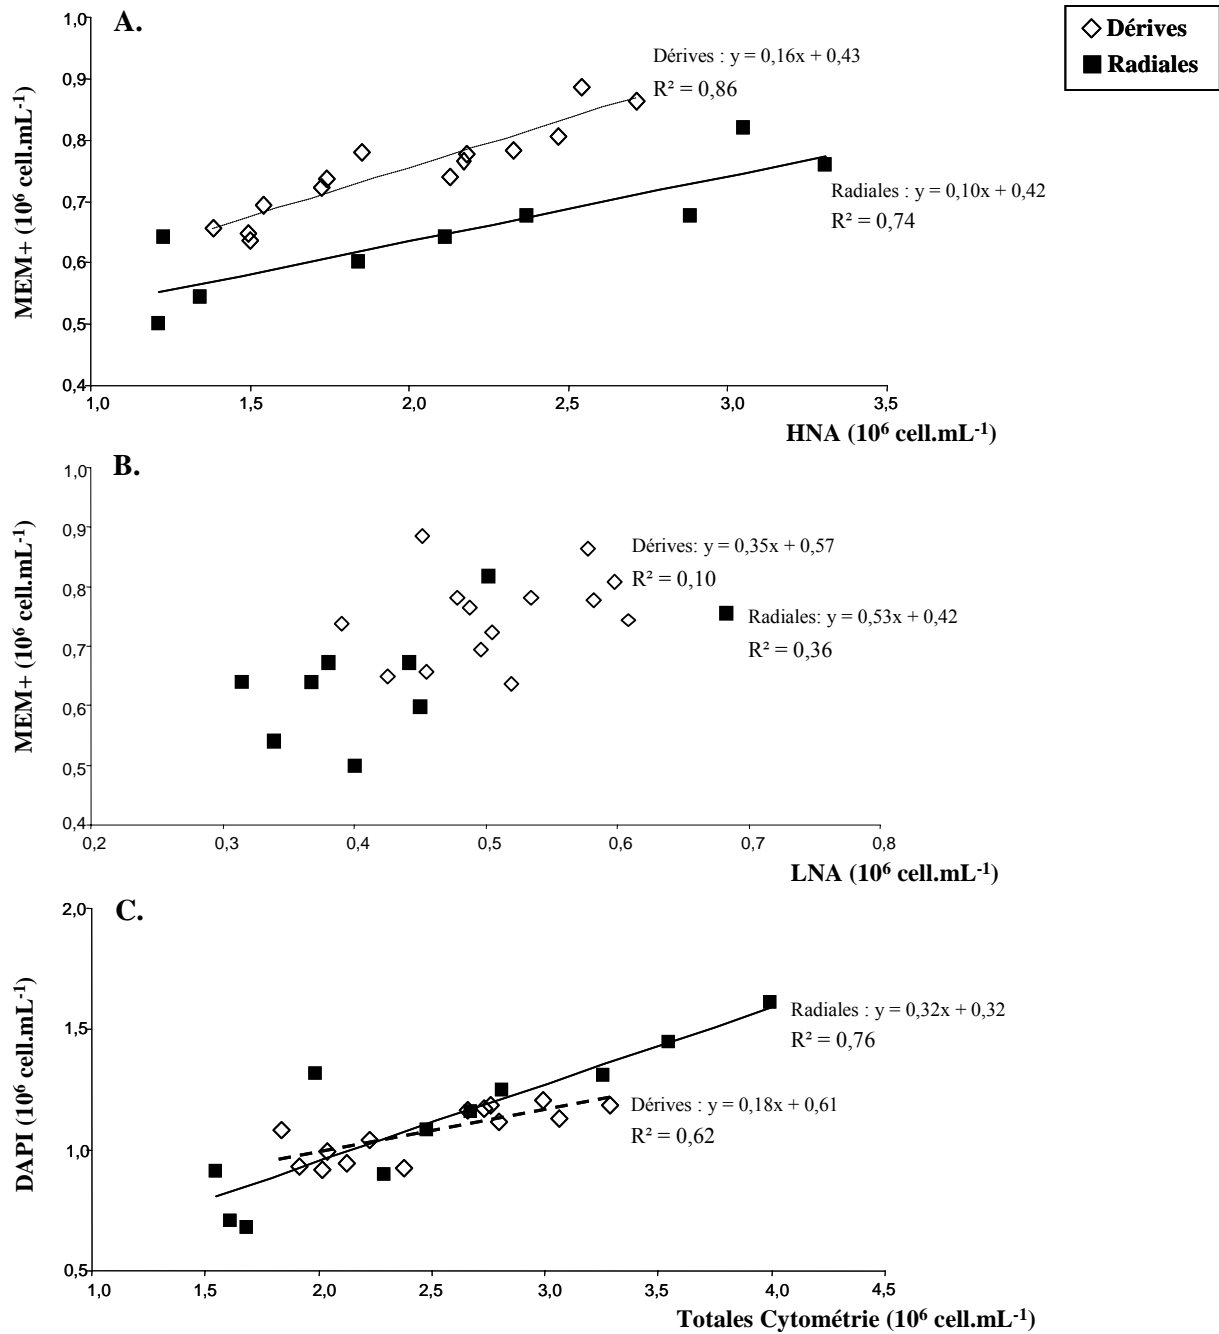 A.
Dérives
Radiales
1,0
0,9
0,8
0,7
0,6
0,5
0,4
MEM+ (10⁶ cell.mL⁻¹)
Dérives : y = 0,16x + 0,43
R² = 0,86
Radiales : y = 0,10x + 0,42
R² = 0,74
1,0 1,5 2,0 2,5 3,0 3,5
HNA (10⁶ cell.mL⁻¹)
B.
1,0
0,9
0,8
0,7
0,6
0,5
0,4
MEM+ (10⁶ cell.mL⁻¹)
Dérives: y = 0,35x + 0,57
R² = 0,10
Radiales: y = 0,53x + 0,42
R² = 0,36
0,2 0,3 0,4 0,5 0,6 0,7 0,8
LNA (10⁶ cell.mL⁻¹)
C.
2,0
1,5
1,0
0,5
DAPI (10⁶ cell.mL⁻¹)
Radiales : y = 0,32x + 0,32
R² = 0,76
Dérives : y = 0,18x + 0,61
R² = 0,62
1,0 1,5 2,0 2,5 3,0 3,5 4,0 4,5
Totales Cytométrie (10⁶ cell.mL⁻¹)